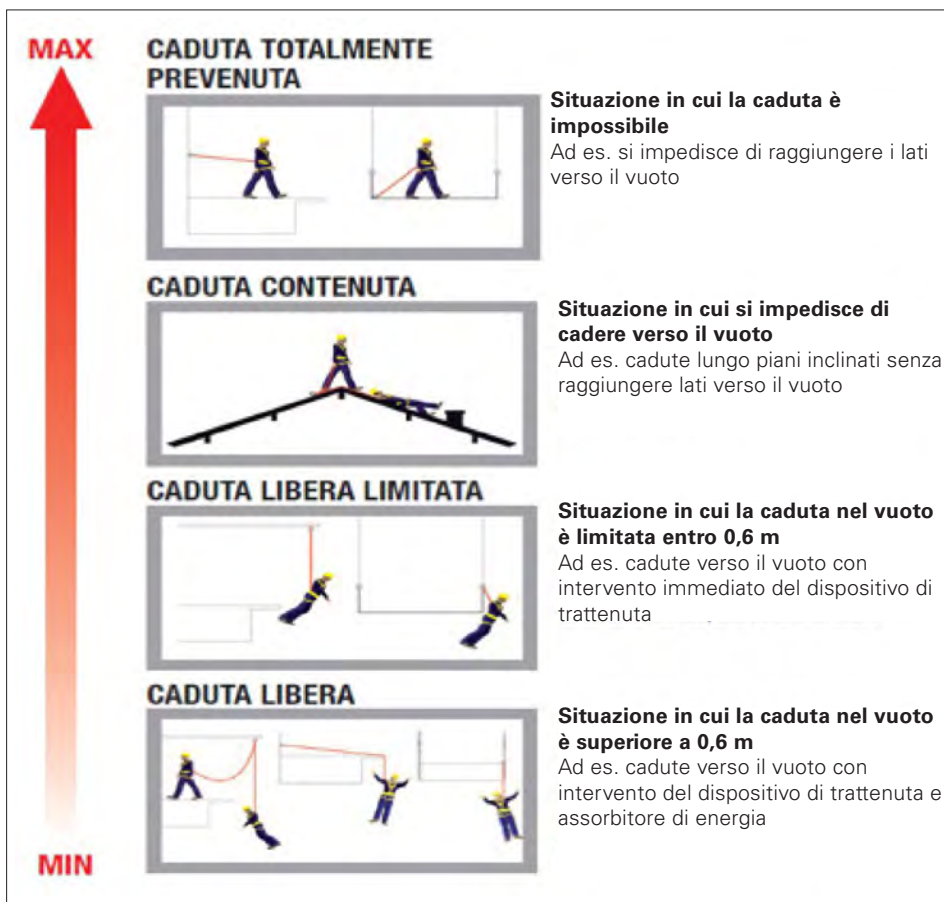 MAX
CADUTA TOTALMENTE
PREVENUTA
Situazione in cui la caduta è
impossibile
Ad es. si impedisce di raggiungere i lati
verso il vuoto
CADUTA CONTENUTA
Situazione in cui si impedisce di
cadere verso il vuoto
Ad es. cadute lungo piani inclinati senza
raggiungere lati verso il vuoto
CADUTA LIBERA LIMITATA
Situazione in cui la caduta nel vuoto
è limitata entro 0,6 m
Ad es. cadute verso il vuoto con
intervento immediato del dispositivo di
trattenuta
CADUTA LIBERA
Situazione in cui la caduta nel vuoto
è superiore a 0,6 m
Ad es. cadute verso il vuoto con
intervento del dispositivo di trattenuta e
assorbitore di energia
MIN